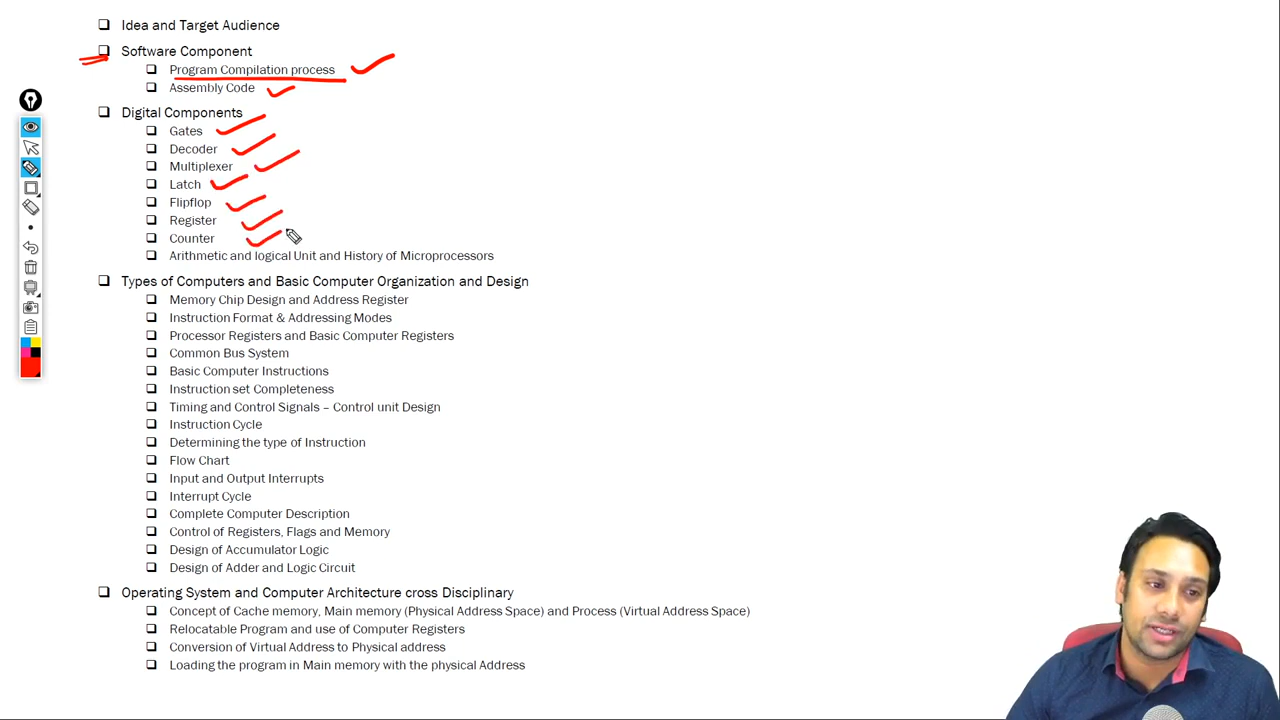 Idea and Target Audience
Software Component
Program Compilation process
Assembly Code
Digital Components
Gates
Decoder
Multiplexer
Latch
Flipflop
Register
Counter
Arithmetic and logical Unit and History of Microprocessors
Types of Computers and Basic Computer Organization and Design
Memory Chip Design and Address Register
Instruction Format & Addressing Modes
Processor Registers and Basic Computer Registers
Common Bus System
Basic Computer Instructions
Instruction set Completeness
Timing and Control Signals – Control unit Design
Instruction Cycle
Determining the type of Instruction
Flow Chart
Input and Output Interrupts
Interrupt Cycle
Complete Computer Description
Control of Registers, Flags and Memory
Design of Accumulator Logic
Design of Adder and Logic Circuit
Operating System and Computer Architecture cross Disciplinary
Concept of Cache memory, Main memory (Physical Address Space) and Process (Virtual Address Space)
Relocatable Program and use of Computer Registers
Conversion of Virtual Address to Physical address
Loading the program in Main memory with the physical Address